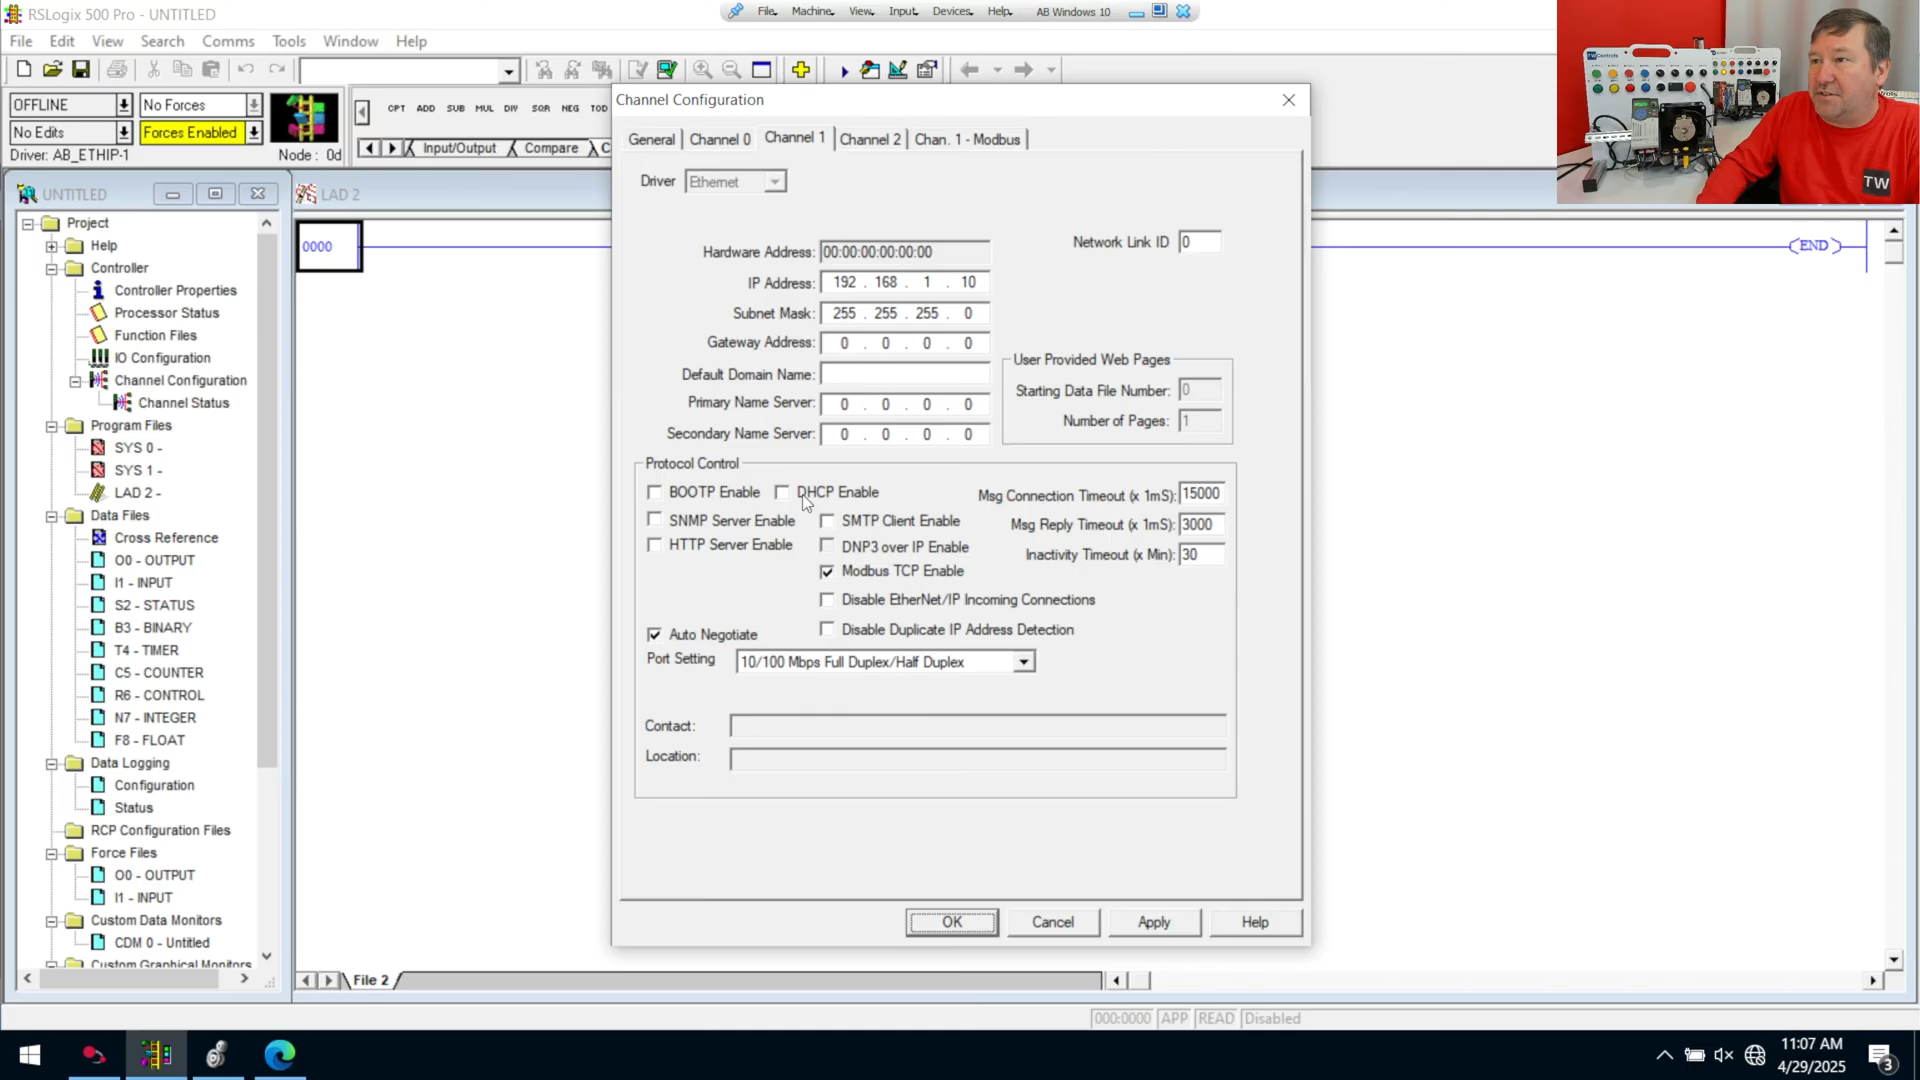 RSLogix 500 Pro - UNTITLED
File Machine View Input Devices Help AB Windows 10
File Edit View Search Comms Tools Window Help
OFFLINE No Forces
No Edits Forces Enabled
Driver: AB_ETHIP-1 Node : 0d
CPT ADD SUB MUL DIV SQR NEG TOD
Input/Output Compare C
UNTITLED
Project
Help
Controller
Controller Properties
Processor Status
Function Files
IO Configuration
Channel Configuration
Channel Status
Program Files
SYS 0 -
SYS 1 -
LAD 2 -
Data Files
Cross Reference
O0 - OUTPUT
I1 - INPUT
S2 - STATUS
B3 - BINARY
T4 - TIMER
C5 - COUNTER
R6 - CONTROL
N7 - INTEGER
F8 - FLOAT
Data Logging
Configuration
Status
RCP Configuration Files
Force Files
O0 - OUTPUT
I1 - INPUT
Custom Data Monitors
CDM 0 - Untitled
Custom Graphical Monitors
LAD 2
0000
END
File 2
Channel Configuration
General Channel 0 Channel 1 Channel 2 Chan. 1 - Modbus
Driver Ethernet
Hardware Address: 00:00:00:00:00:00
Network Link ID 0
IP Address: 192 . 168 . 1 . 10
Subnet Mask: 255 . 255 . 255 . 0
Gateway Address: 0 . 0 . 0 . 0
Default Domain Name:
Primary Name Server: 0 . 0 . 0 . 0
Secondary Name Server: 0 . 0 . 0 . 0
User Provided Web Pages
Starting Data File Number: 0
Number of Pages: 1
Protocol Control
BOOTP Enable DHCP Enable
SNMP Server Enable SMTP Client Enable
HTTP Server Enable DNP3 over IP Enable
Modbus TCP Enable
Disable EtherNet/IP Incoming Connections
Auto Negotiate Disable Duplicate IP Address Detection
Port Setting 10/100 Mbps Full Duplex/Half Duplex
Msg Connection Timeout (x 1mS): 15000
Msg Reply Timeout (x 1mS): 3000
Inactivity Timeout (x Min): 30
Contact:
Location:
OK Cancel Apply Help
000:0000 APP READ Disabled
TW
11:07 AM
4/29/2025
3